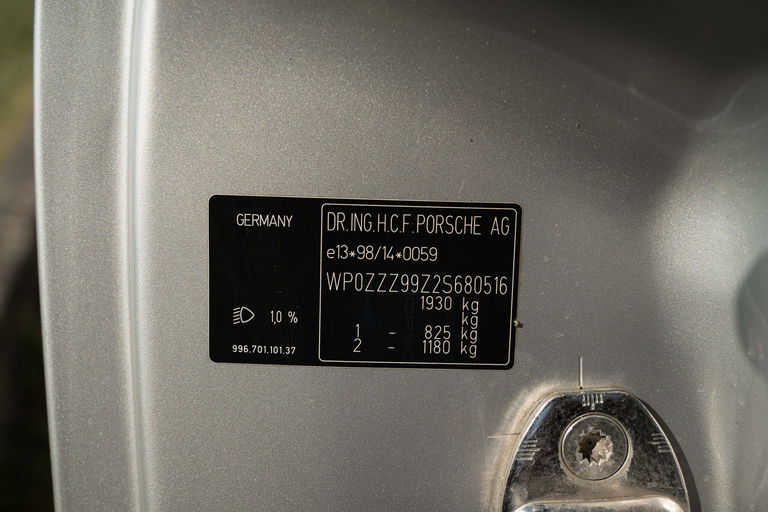 GERMANY
1,0 %
996.701.101.37
DR.ING.H.C.F.PORSCHE AG
e13*98/14*0059
WP0ZZZ99Z2S680516
1930 kg
kg
1 - 825 kg
2 - 1180 kg